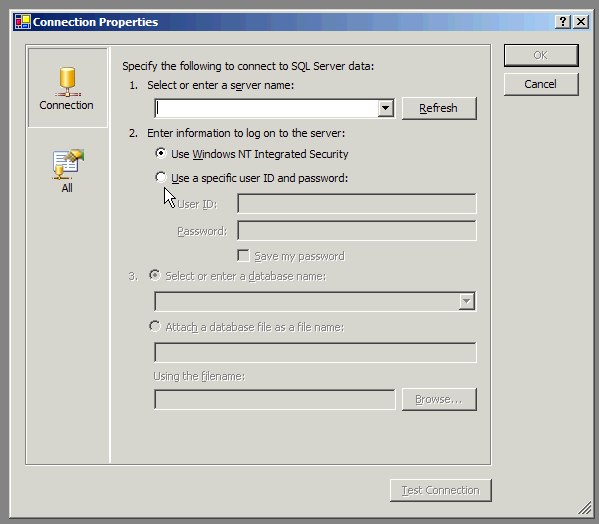 Connection Properties
OK
Cancel
Connection
All
Specify the following to connect to SQL Server data:
1. Select or enter a server name:
Refresh
2. Enter information to log on to the server:
Use Windows NT Integrated Security
Use a specific user ID and password:
User ID:
Password:
Save my password
3. Select or enter a database name:
Attach a database file as a file name:
Using the filename:
Browse...
Test Connection